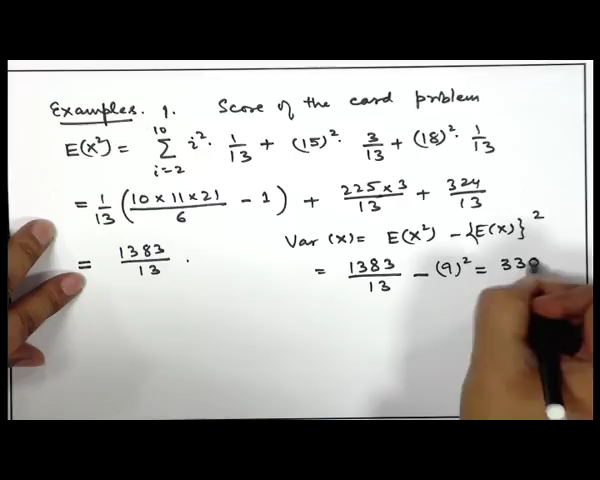 Examples. 1. Score of the card problem
E(X²) = Σ_{i=2}^{10} i² · 1/13 + (15)² · 3/13 + (18)² · 1/13
= 1/13 (10 × 11 × 21 / 6 − 1) + 225 × 3 / 13 + 324/13
= 1383/13 .
Var (X) = E(X²) − {E(X)}²
= 1383/13 − (9)² = 330